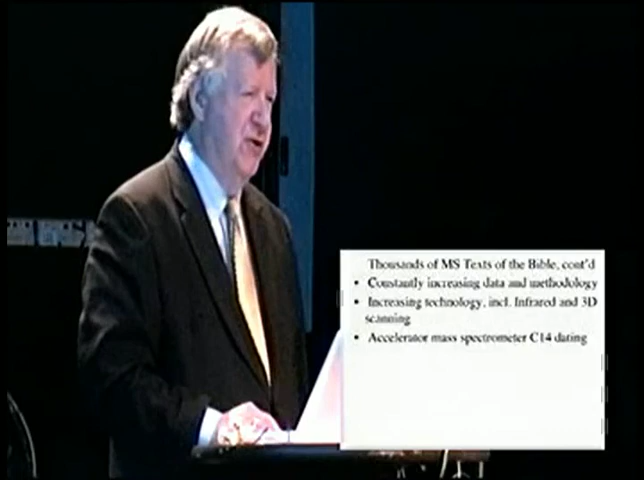 Thousands of MS Texts of the Bible, cont'd
• Constantly increasing data and methodology
• Increasing technology, incl. Infrared and 3D
scanning
• Accelerator mass spectrometer C14 dating